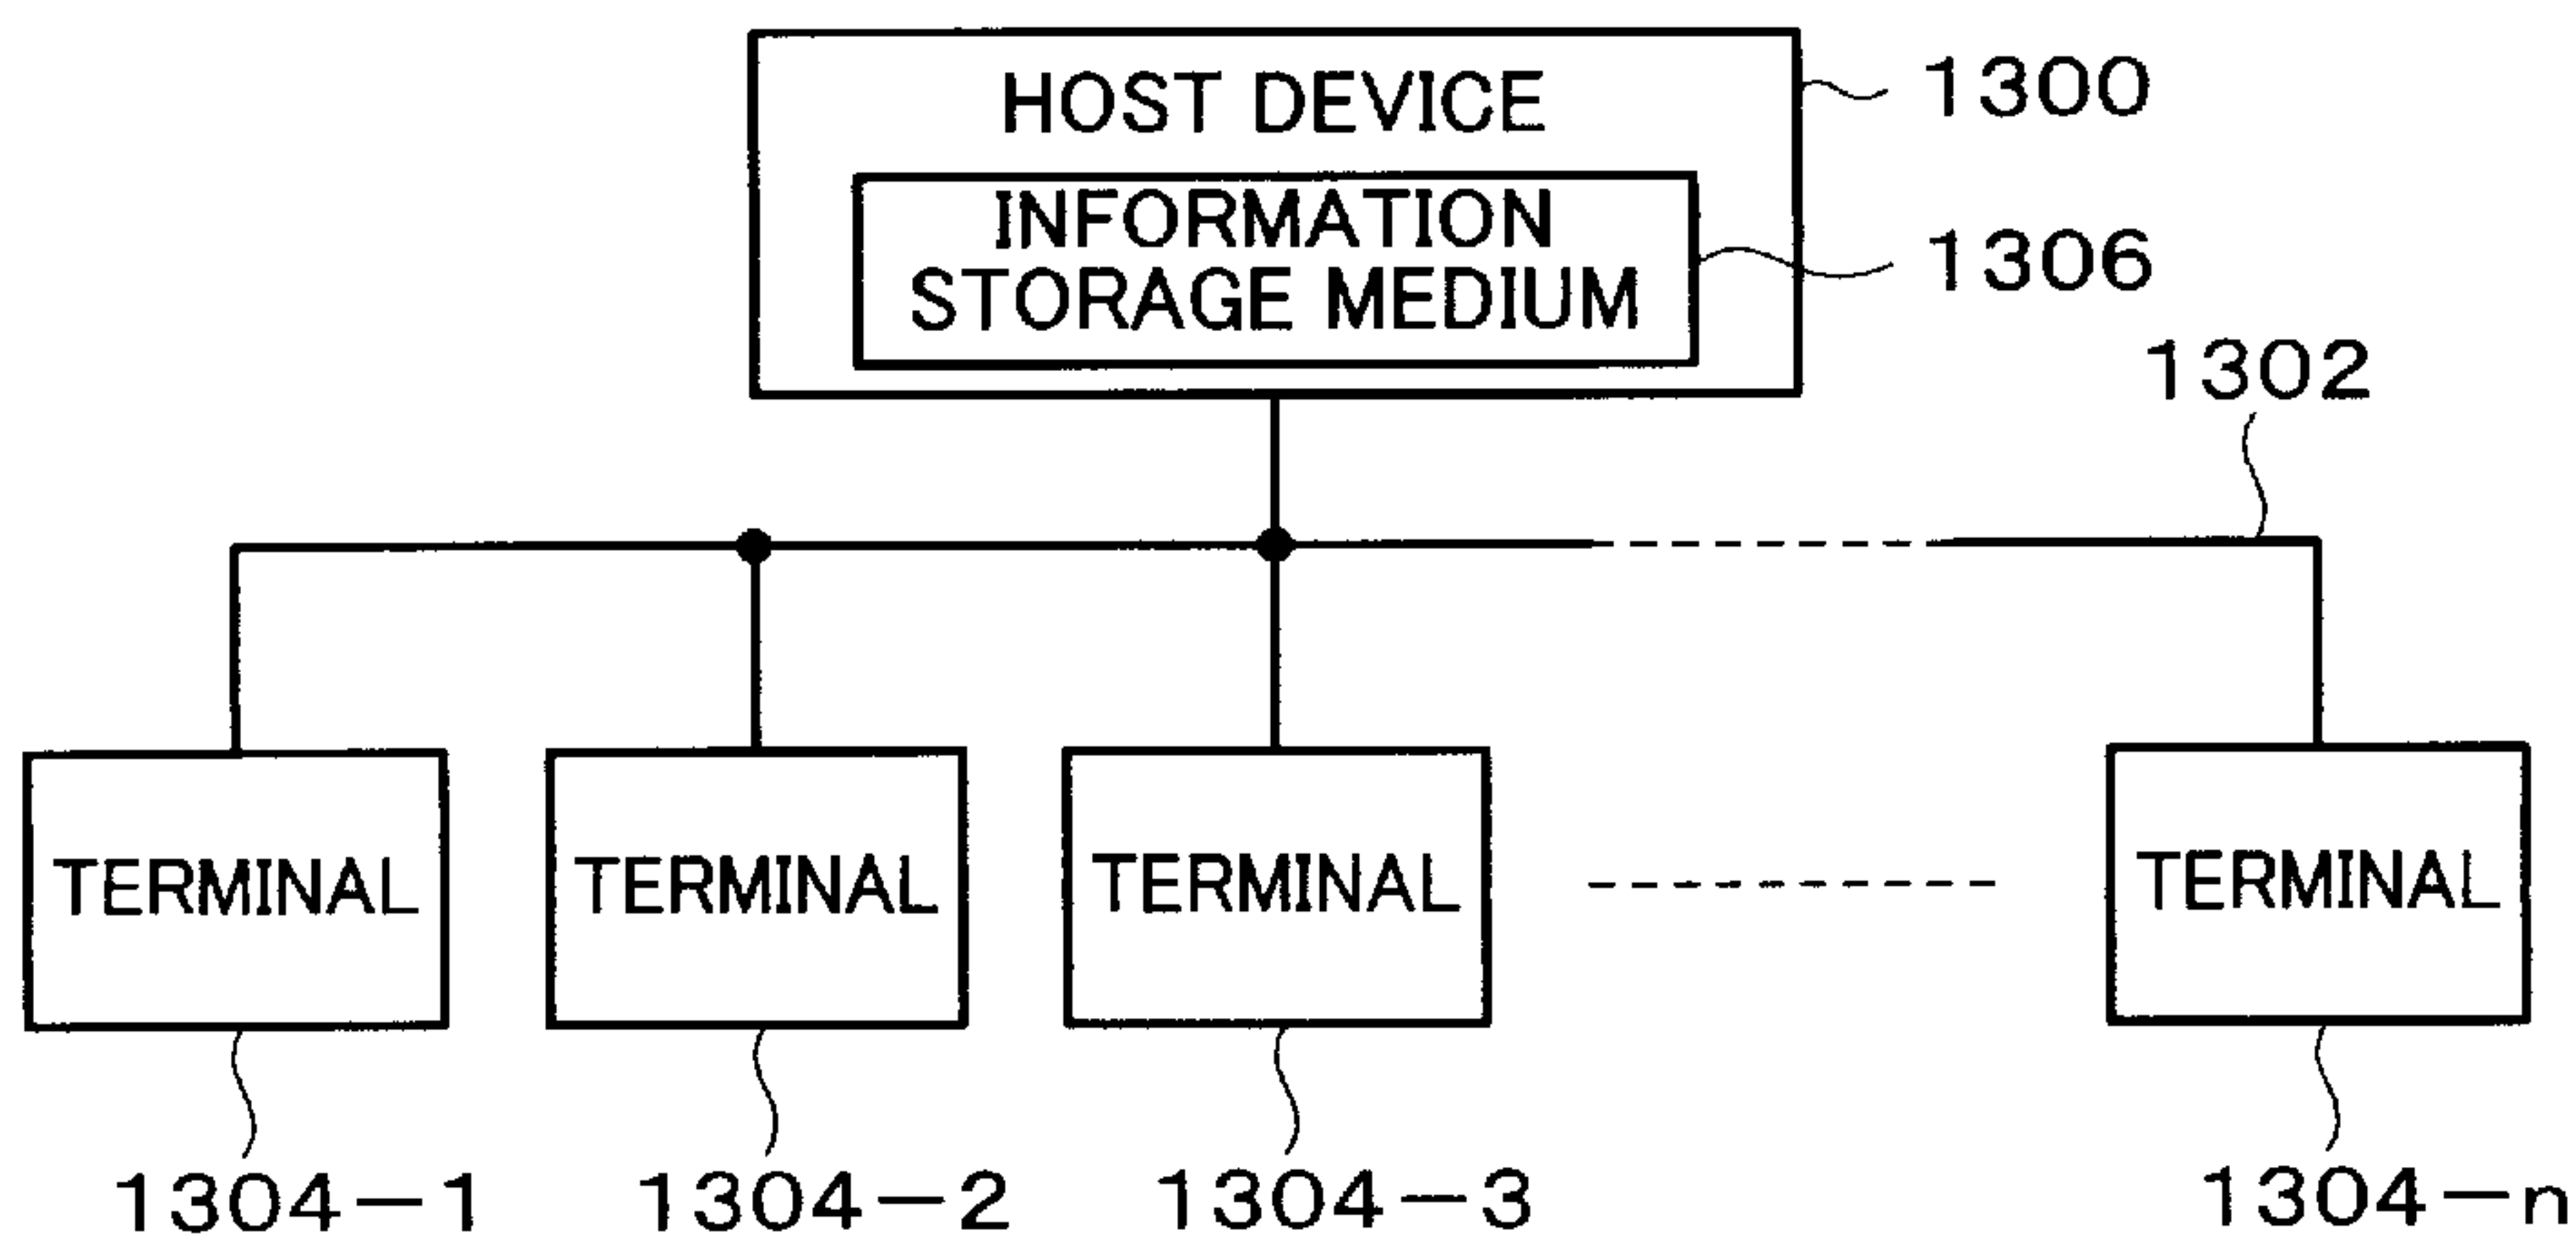 HOST DEVICE
1300
INFORMATION
STORAGE MEDIUM
1306
1302
TERMINAL
TERMINAL
TERMINAL
TERMINAL
1304-1
1304-2
1304-3
1304-n